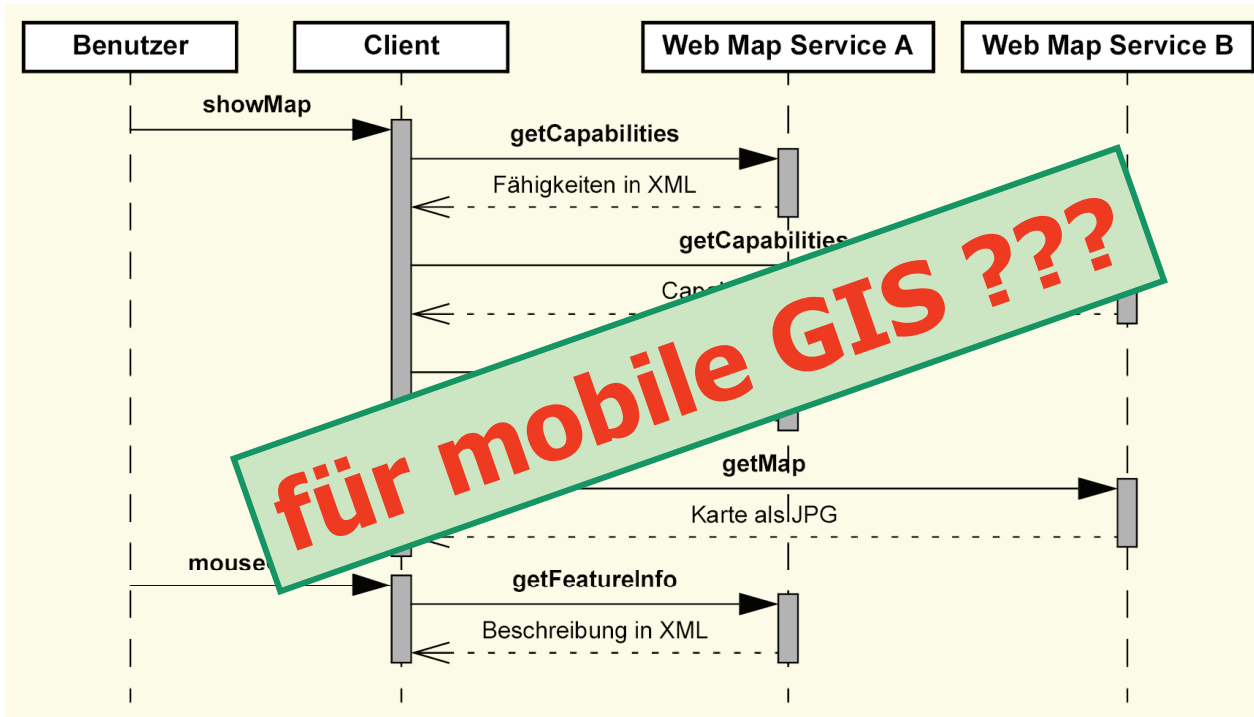 Benutzer
Client
Web Map Service A
Web Map Service B
showMap
getCapabilities
Fähigkeiten in XML
getCapabilities
für mobile GIS ???
getMap
Karte als JPG
getFeatureInfo
Beschreibung in XML